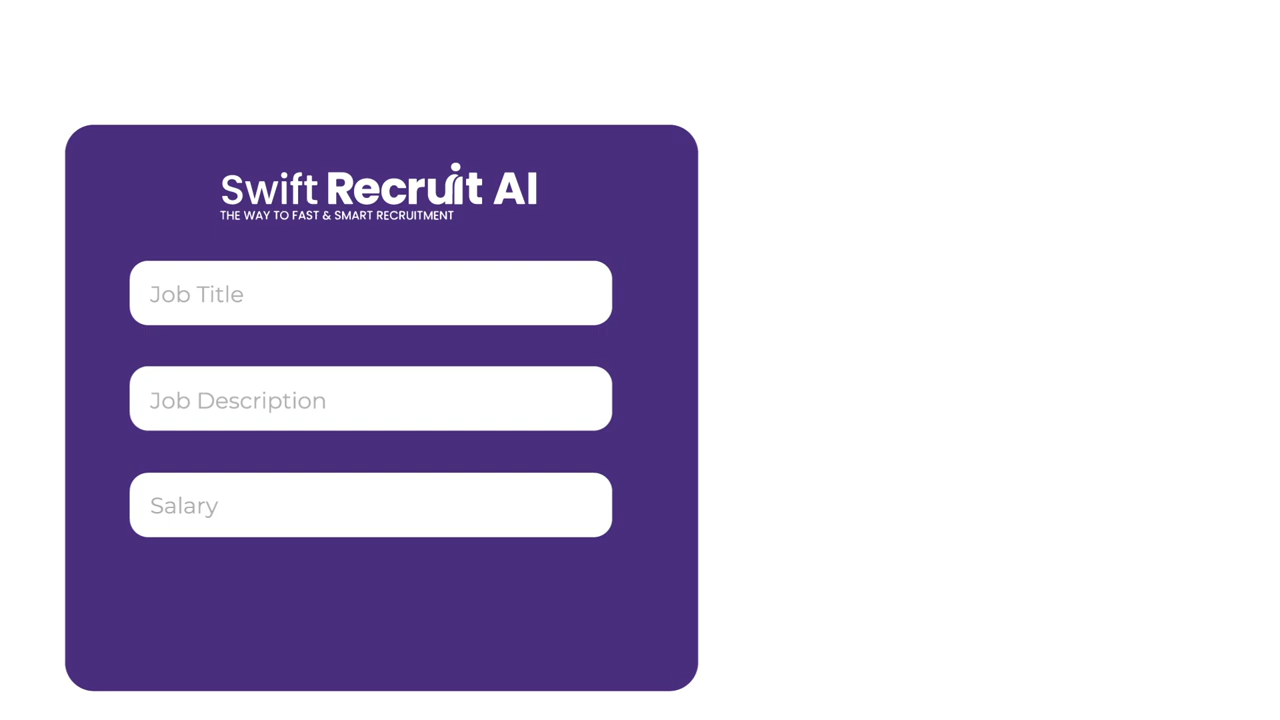 Swift Recruit AI
THE WAY TO FAST & SMART RECRUITMENT
Job Title
Job Description
Salary